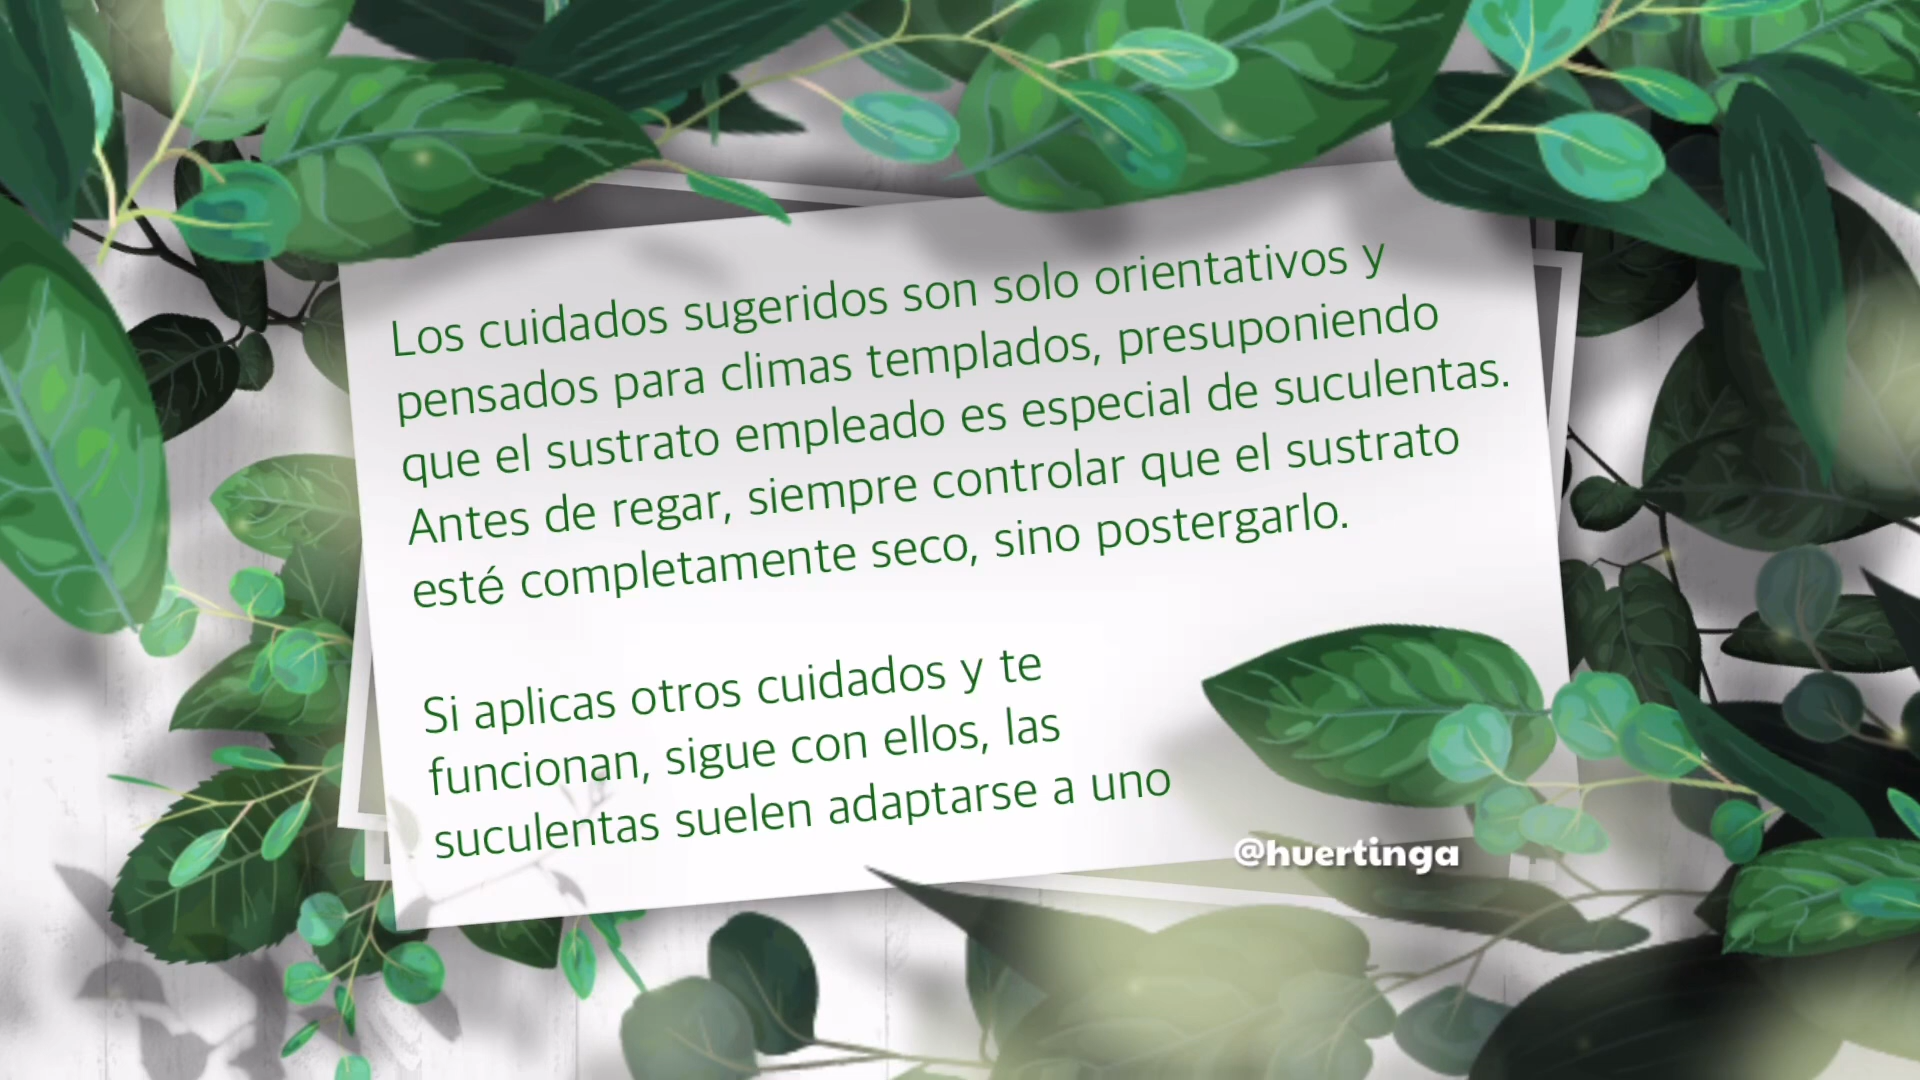 Los cuidados sugeridos son solo orientativos y
pensados para climas templados, presuponiendo
que el sustrato empleado es especial de suculentas.
Antes de regar, siempre controlar que el sustrato
esté completamente seco, sino postergarlo.
Si aplicas otros cuidados y te
funcionan, sigue con ellos, las
suculentas suelen adaptarse a uno
@huertinga